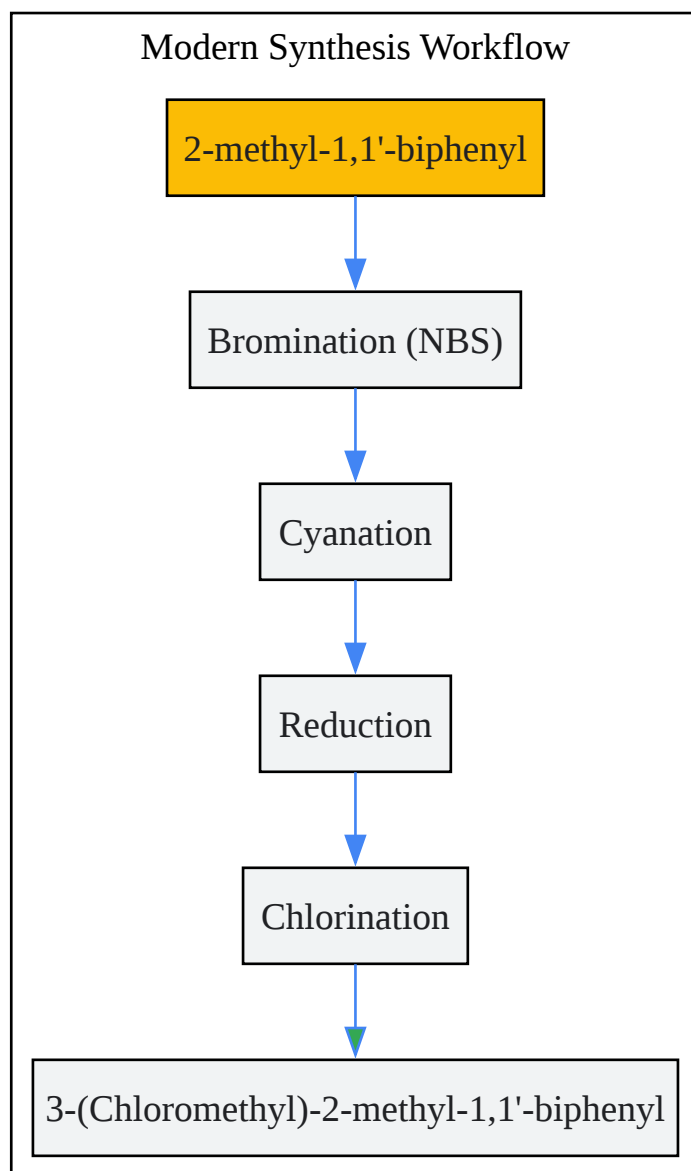 Modern Synthesis Workflow
2-methyl-1,1'-biphenyl
Bromination (NBS)
Cyanation
Reduction
Chlorination
3-(Chloromethyl)-2-methyl-1,1'-biphenyl